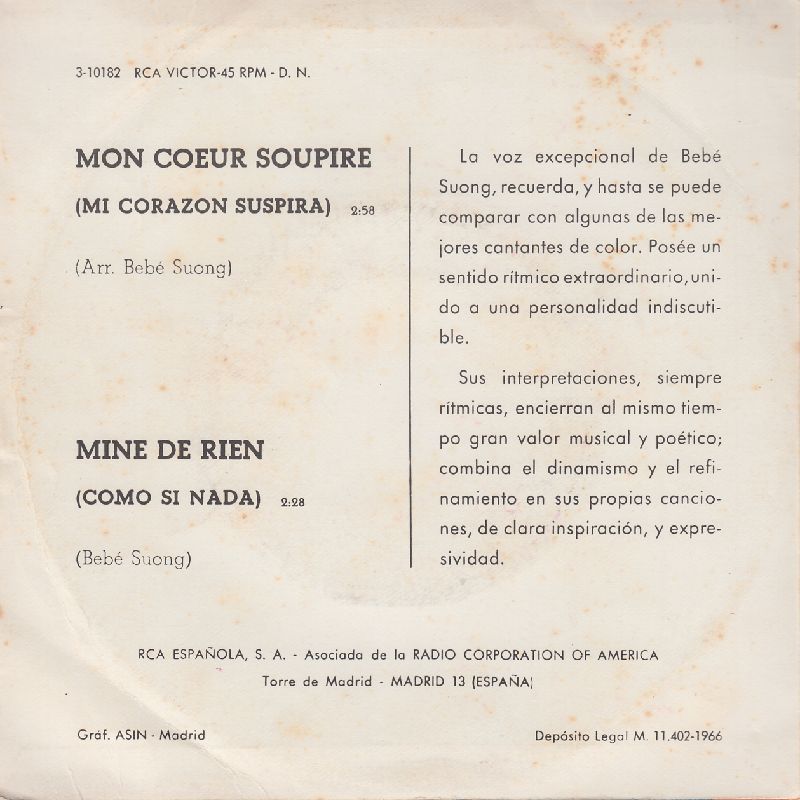 3-10182 RCA VICTOR-45 RPM - D. N.
MON COEUR SOUPIRE
(MI CORAZON SUSPIRA) 2:58
(Arr. Bebé Suong)
MINE DE RIEN
(COMO SI NADA) 2:28
(Bebé Suong)
La voz excepcional de Bebé
Suong, recuerda, y hasta se puede
comparar con algunas de las me-
jores cantantes de color. Posée un
sentido rítmico extraordinario, uni-
do a una personalidad indiscuti-
ble.
Sus interpretaciones, siempre
rítmicas, encierran al mismo tiem-
po gran valor musical y poético;
combina el dinamismo y el refi-
namiento en sus propias cancio-
nes, de clara inspiración, y expre-
sividad.
RCA ESPAÑOLA, S. A. - Asociada de la RADIO CORPORATION OF AMERICA
Torre de Madrid - MADRID 13 (ESPAÑA)
Gráf. ASIN - Madrid
Depósito Legal M. 11.402-1966